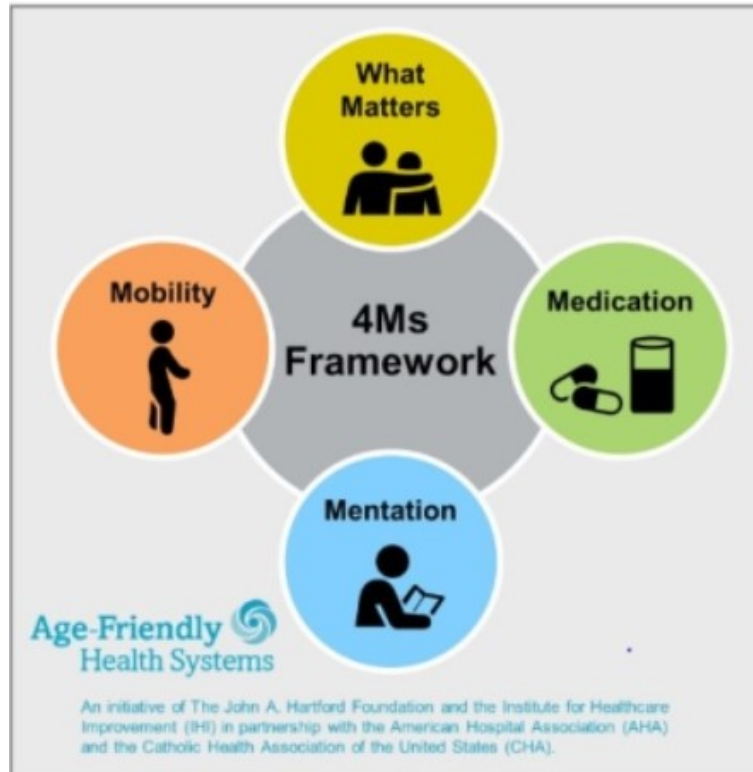 What
Matters
Mobility
Medication
4Ms
Framework
Mentation
Age-Friendly
Health Systems
An initiative of The John A. Hartford Foundation and the Institute for Healthcare
Improvement (IHI) in partnership with the American Hospital Association (AHA)
and the Catholic Health Association of the United States (CHA).